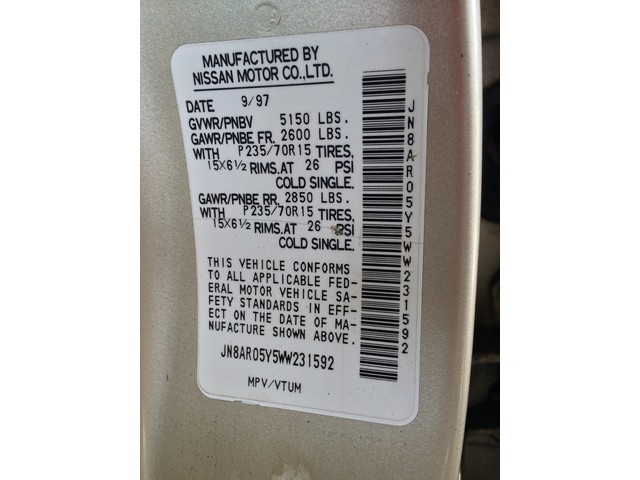 MANUFACTURED BY
NISSAN MOTOR CO.,LTD.
DATE 9/97
GVWR/PNBV 5150 LBS.
GAWR/PNBE FR. 2600 LBS.
WITH P235/70R15 TIRES,
15X6½ RIMS.AT 26 PSI
COLD SINGLE.
GAWR/PNBE RR. 2850 LBS.
WITH P235/70R15 TIRES,
15X6½ RIMS.AT 26 PSI
COLD SINGLE.
THIS VEHICLE CONFORMS
TO ALL APPLICABLE FED-
ERAL MOTOR VEHICLE SA-
FETY STANDARDS IN EFF-
ECT ON THE DATE OF MA-
NUFACTURE SHOWN ABOVE.
JN8AR05Y5WW231592
MPV/VTUM
JN8AR05Y5WW231592